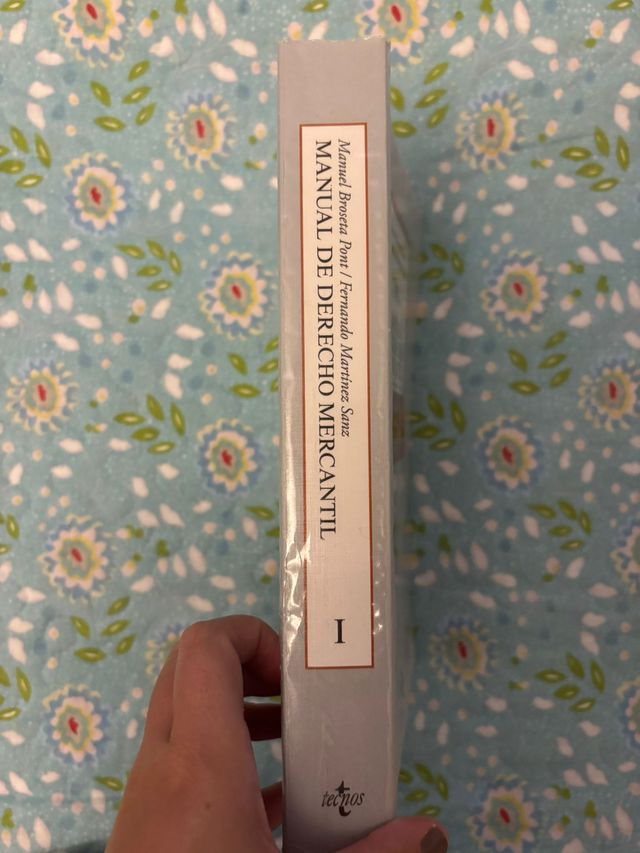 Manuel Broseta Pont / Fernando Martínez Sanz
MANUAL DE DERECHO MERCANTIL
I
tecnos